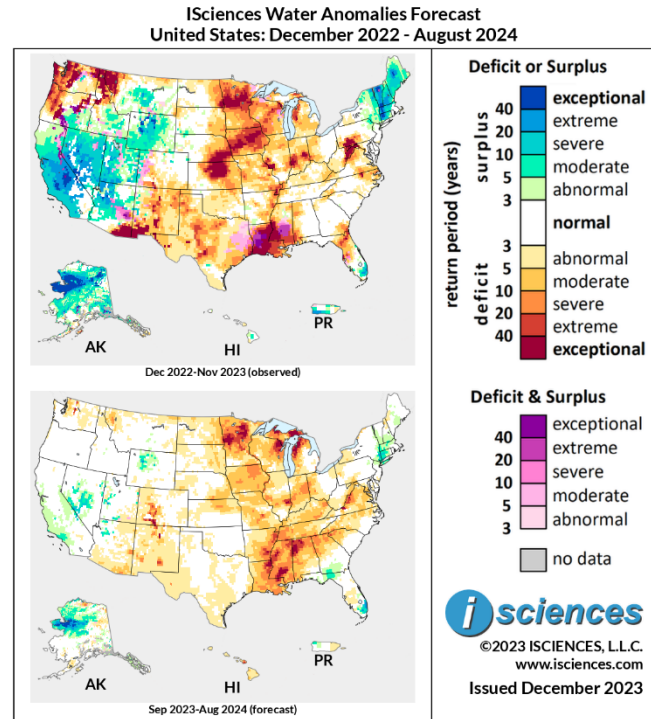 ISciences Water Anomalies Forecast
United States: December 2022 - August 2024
AK
HI
PR
Dec 2022-Nov 2023 (observed)
AK
HI
PR
Sep 2023-Aug 2024 (forecast)
Deficit or Surplus
return period (years)
surplus
deficit
exceptional
40
extreme
20
severe
10
moderate
5
abnormal
3
normal
3
abnormal
5
moderate
10
severe
20
extreme
40
exceptional
Deficit & Surplus
exceptional
40
extreme
20
severe
10
moderate
5
abnormal
3
no data
i sciences
©2023 ISCIENCES, L.L.C.
www.isciences.com
Issued December 2023